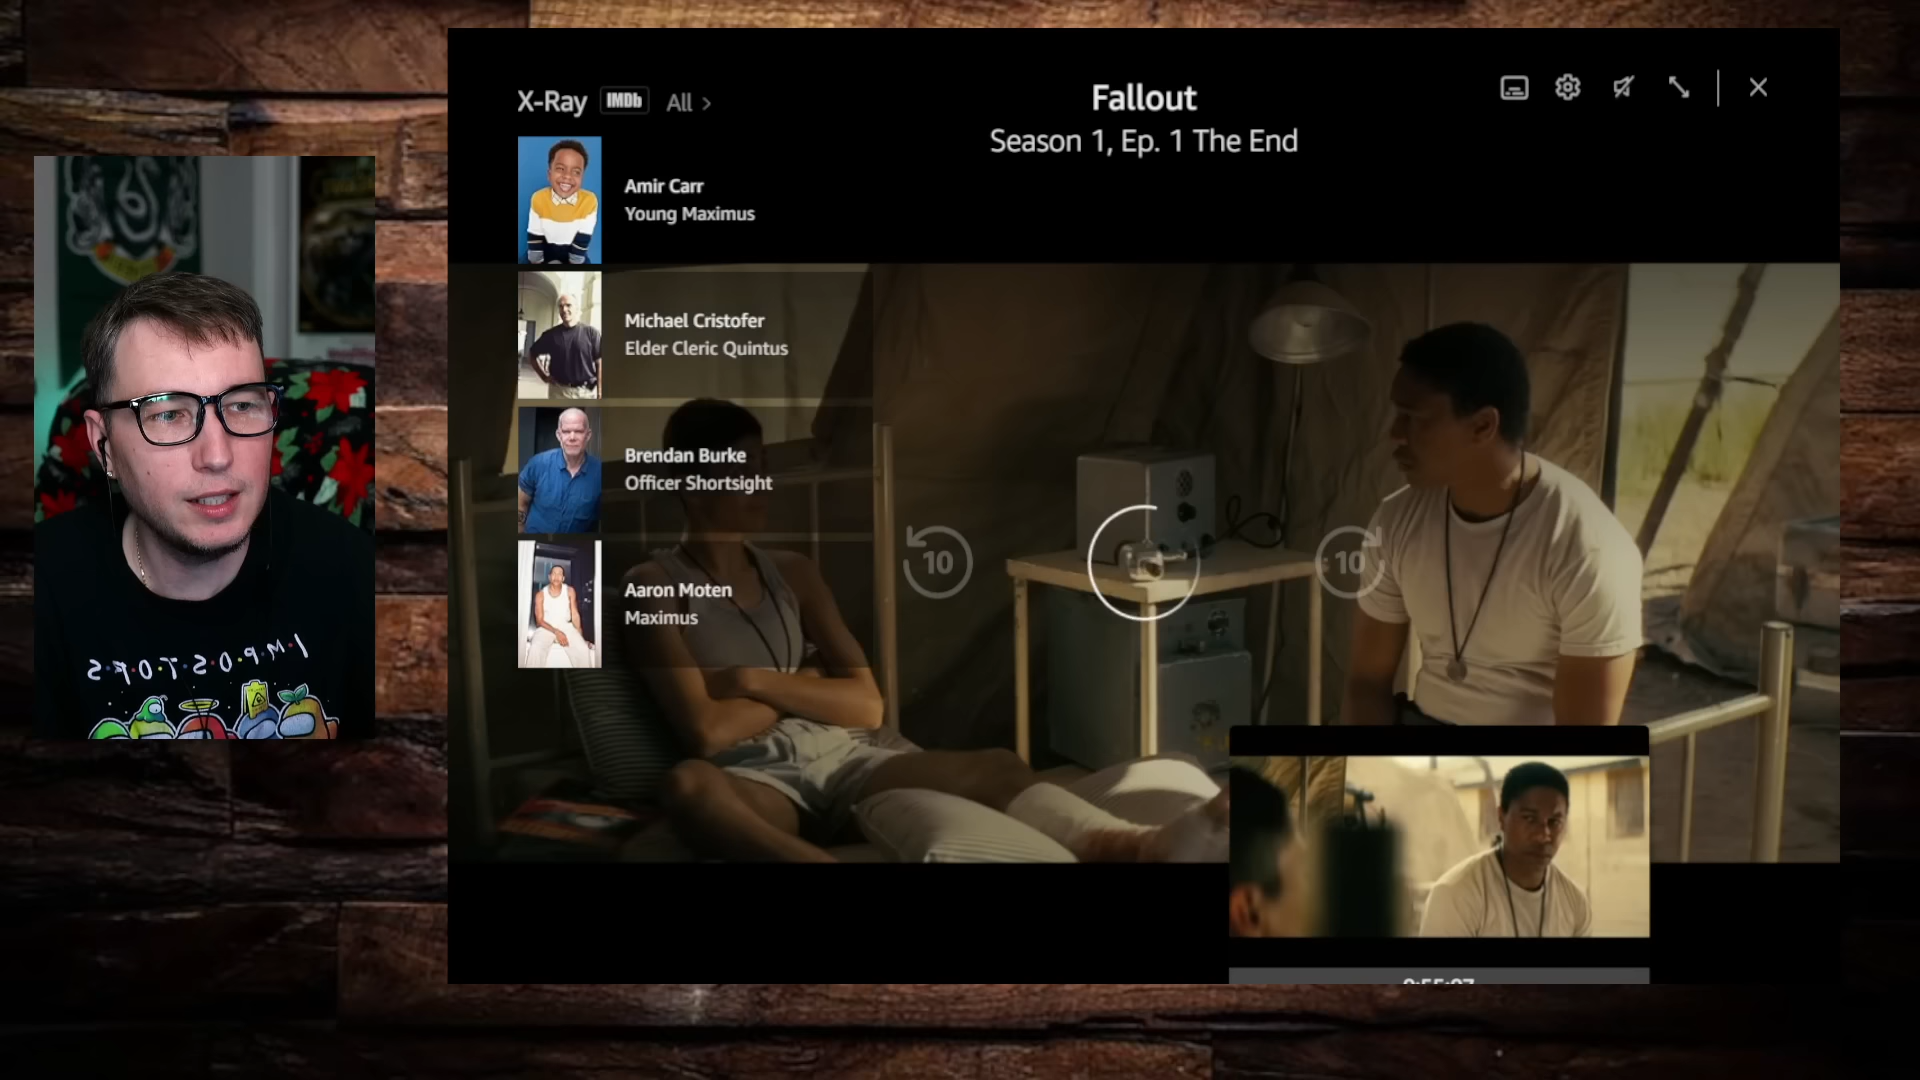 X-Ray IMDb All >
Fallout
Season 1, Ep. 1 The End
Amir Carr
Young Maximus
Michael Cristofer
Elder Cleric Quintus
Brendan Burke
Officer Shortsight
Aaron Moten
Maximus
10
10
IMPOSTORS